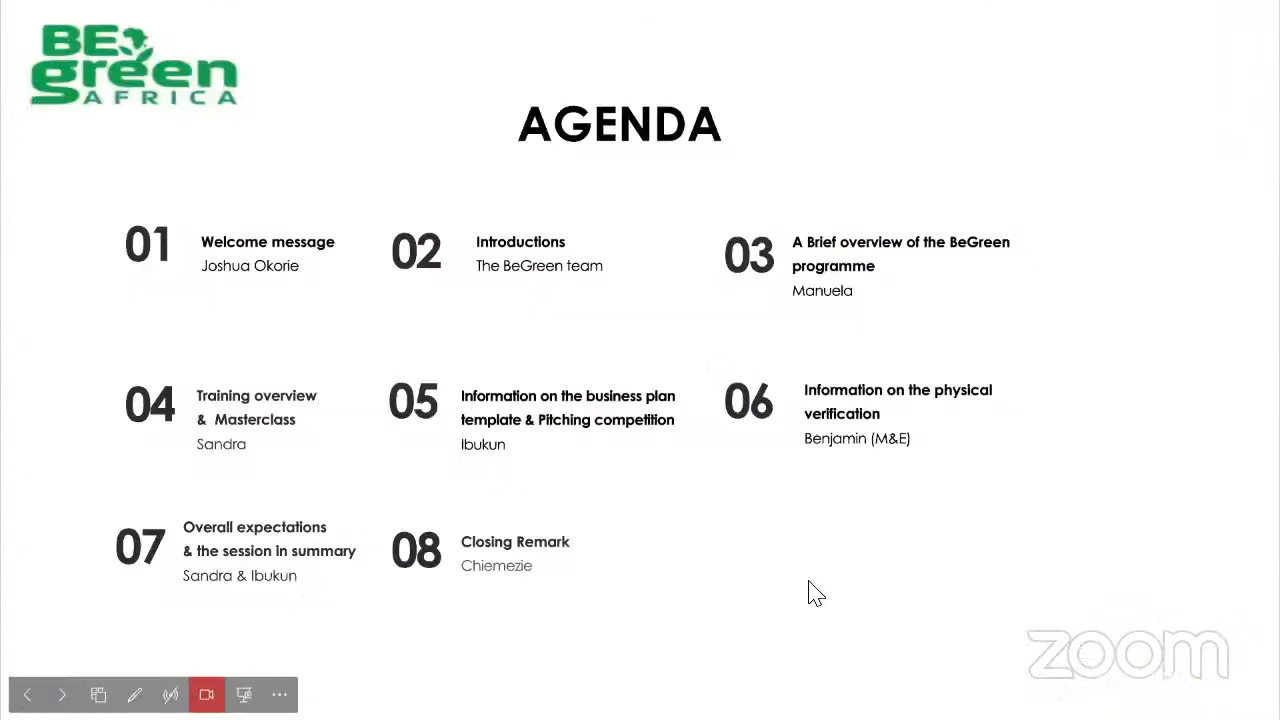 BE
green
AFRICA
AGENDA
01
Welcome message
Joshua Okorie
02
Introductions
The BeGreen team
03
A Brief overview of the BeGreen
programme
Manuela
04
Training overview
& Masterclass
Sandra
05
Information on the business plan
template & Pitching competition
Ibukun
06
Information on the physical
verification
Benjamin (M&E)
07
Overall expectations
& the session in summary
Sandra & Ibukun
08
Closing Remark
Chiemezie
zoom